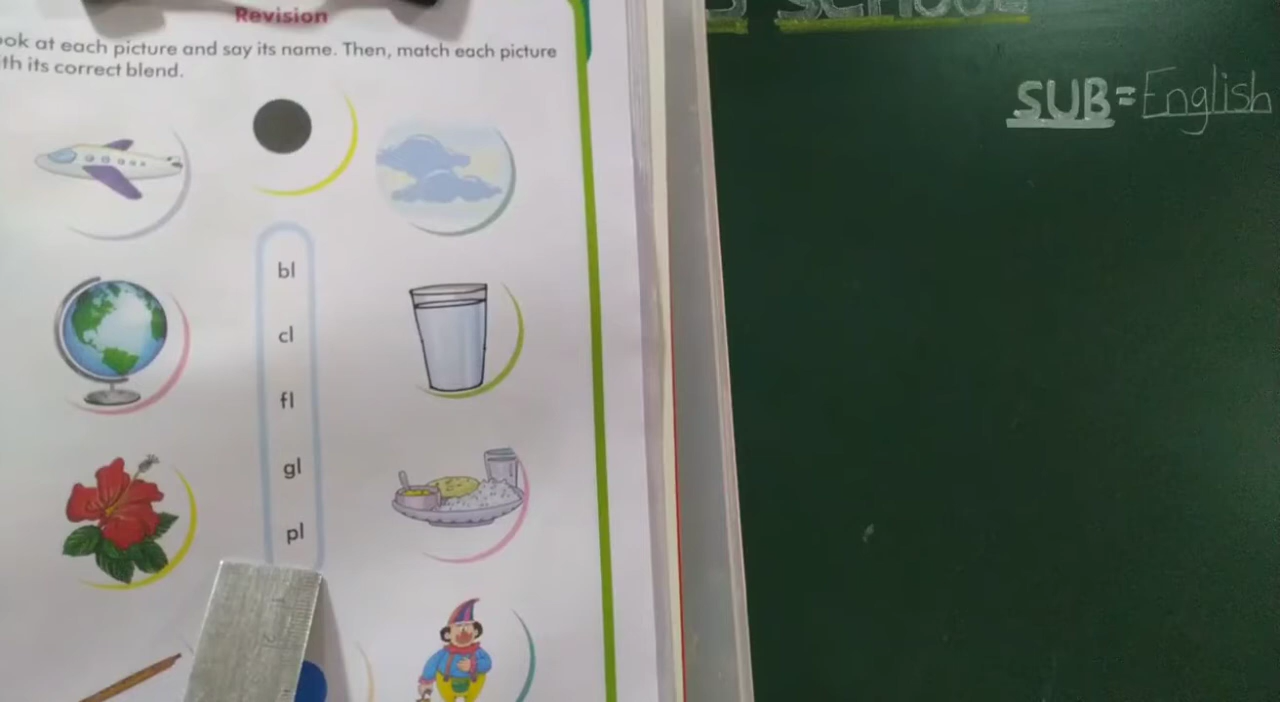 Revision
ook at each picture and say its name. Then, match each picture
th its correct blend.
bl
cl
fl
gl
pl
SCHOOL
SUB=English